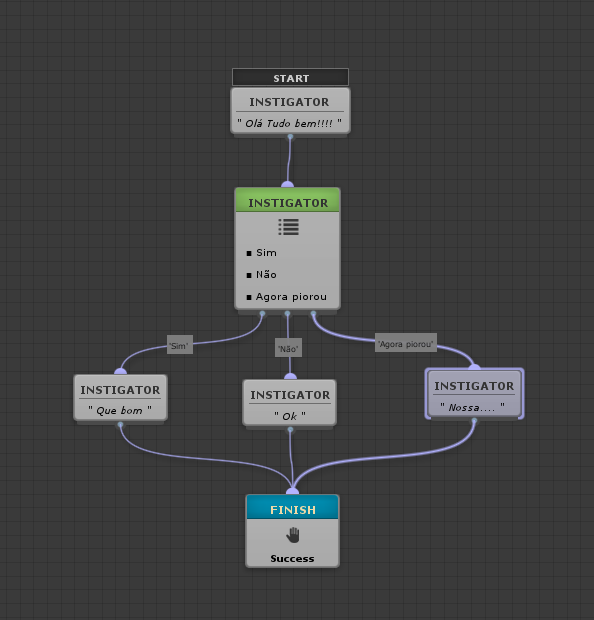 START
INSTIGATOR
" Olá Tudo bem!!!! "
INSTIGATOR
▪ Sim
▪ Não
▪ Agora piorou
'Sim'
'Não'
'Agora piorou'
INSTIGATOR
" Que bom "
INSTIGATOR
" Ok "
INSTIGATOR
" Nossa.... "
FINISH
Success